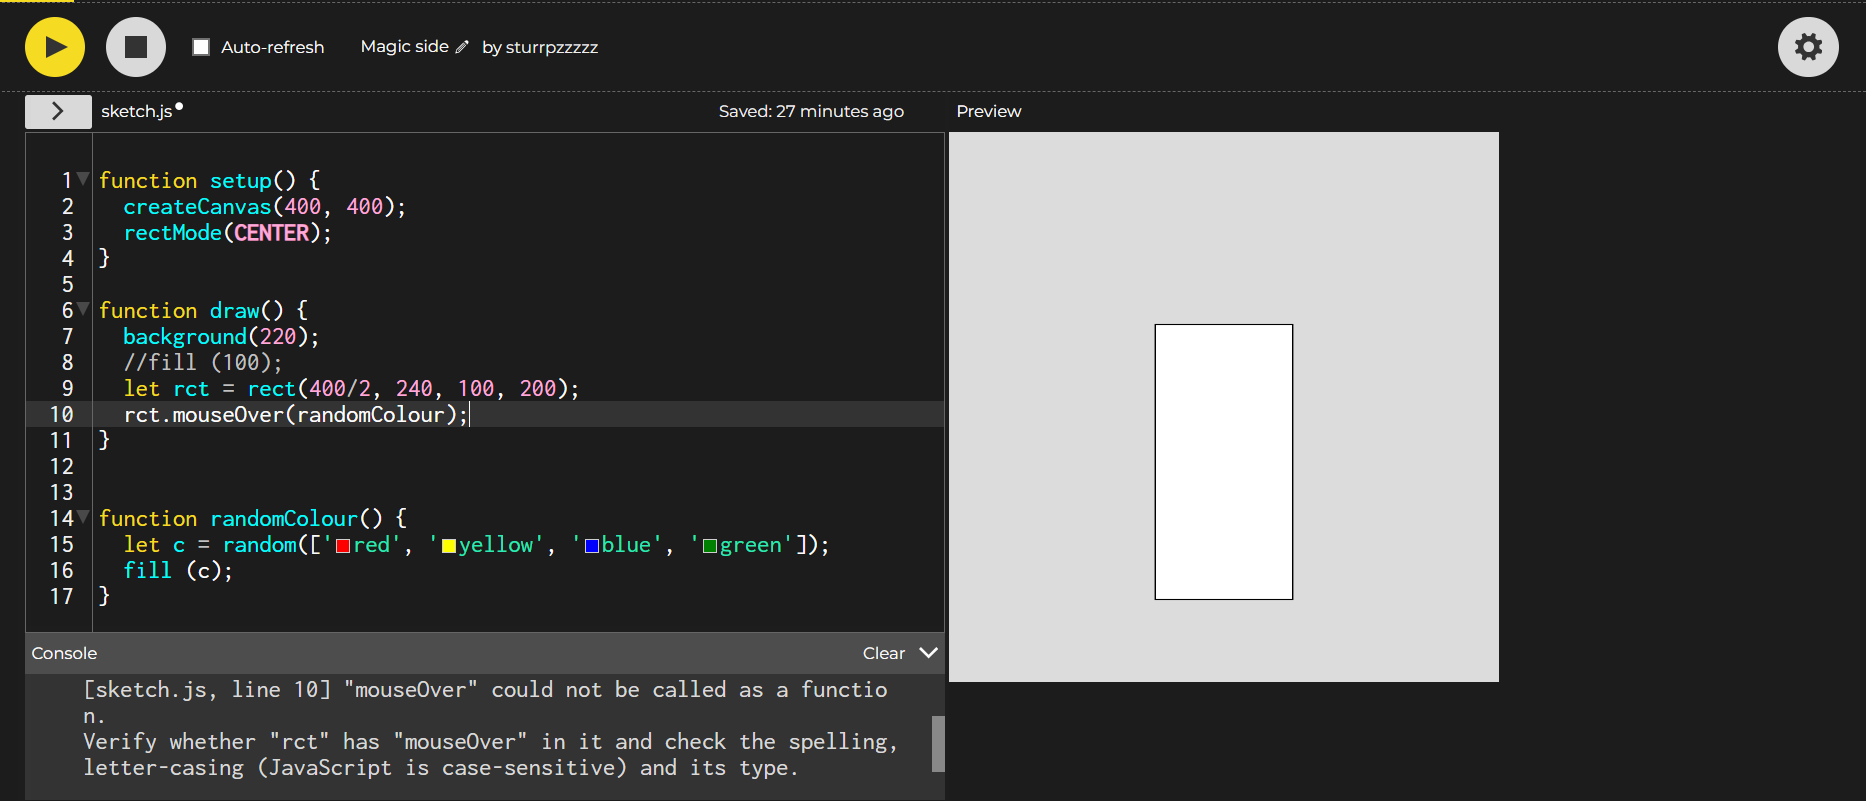 Auto-refresh Magic side by sturrpzzzzz
sketch.js Saved: 27 minutes ago Preview
1 function setup() {
2 createCanvas(400, 400);
3 rectMode(CENTER);
4 }
5
6 function draw() {
7 background(220);
8 //fill (100);
9 let rct = rect(400/2, 240, 100, 200);
10 rct.mouseOver(randomColour);
11 }
12
13
14 function randomColour() {
15 let c = random(['red', 'yellow', 'blue', 'green']);
16 fill (c);
17 }
Console Clear
[sketch.js, line 10] "mouseOver" could not be called as a functio
n.
Verify whether "rct" has "mouseOver" in it and check the spelling,
letter-casing (JavaScript is case-sensitive) and its type.